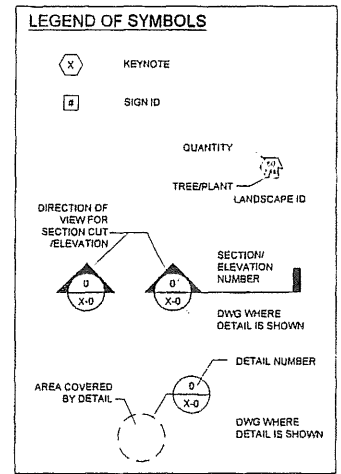 LEGEND OF SYMBOLS
X KEYNOTE
# SIGN ID
QUANTITY
TREE/PLANT
LANDSCAPE ID
DIRECTION OF
VIEW FOR
SECTION CUT
/ELEVATION
0
X-0
0
X-0
SECTION/
ELEVATION
NUMBER
DWG WHERE
DETAIL IS SHOWN
DETAIL NUMBER
0
X-0
AREA COVERED
BY DETAIL
DWG WHERE
DETAIL IS SHOWN